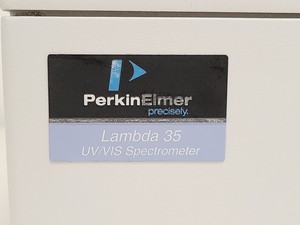 PerkinElmer
precisely.
Lambda 35
UV/VIS Spectrometer